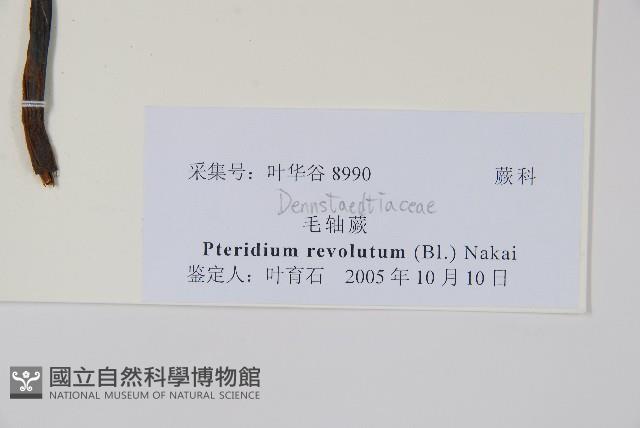 采集号：叶华谷 8990 蕨科
Dennstaedtiaceae
毛轴蕨
Pteridium revolutum (Bl.) Nakai
鉴定人：叶育石 2005 年 10 月 10 日
國立自然科學博物館
NATIONAL MUSEUM OF NATURAL SCIENCE